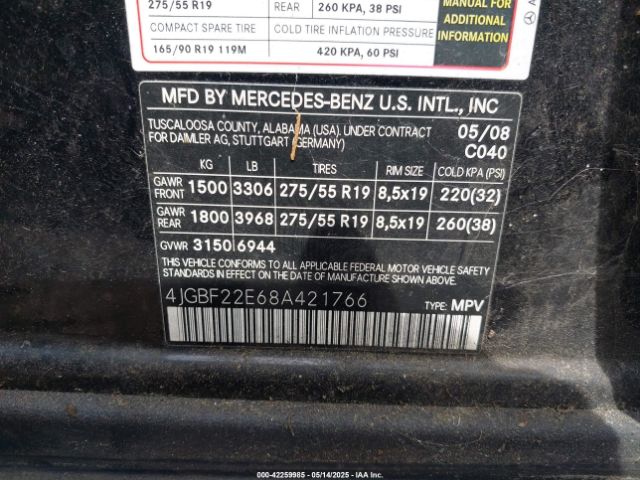 275/55 R19 REAR 260 KPA, 38 PSI
MANUAL FOR
ADDITIONAL
INFORMATION
COMPACT SPARE TIRE COLD TIRE INFLATION PRESSURE
165/90 R19 119M 420 KPA, 60 PSI
MFD BY MERCEDES-BENZ U.S. INTL., INC
TUSCALOOSA COUNTY, ALABAMA (USA). UNDER CONTRACT
FOR DAIMLER AG, STUTTGART (GERMANY)
05/08
C040
KG LB TIRES RIM SIZE COLD KPA (PSI)
GAWR FRONT 1500 3306 275/55 R19 8,5x19 220(32)
GAWR REAR 1800 3968 275/55 R19 8,5x19 260(38)
GVWR 3150 6944
THIS VEHICLE CONFORMS TO ALL APPLICABLE FEDERAL MOTOR VEHICLE SAFETY
STANDARDS IN EFFECT ON THE DATE OF MANUFACTURE SHOWN ABOVE.
4JGBF22E68A421766 TYPE: MPV
000-42259985 - 05/14/2025 - IAAI.COM